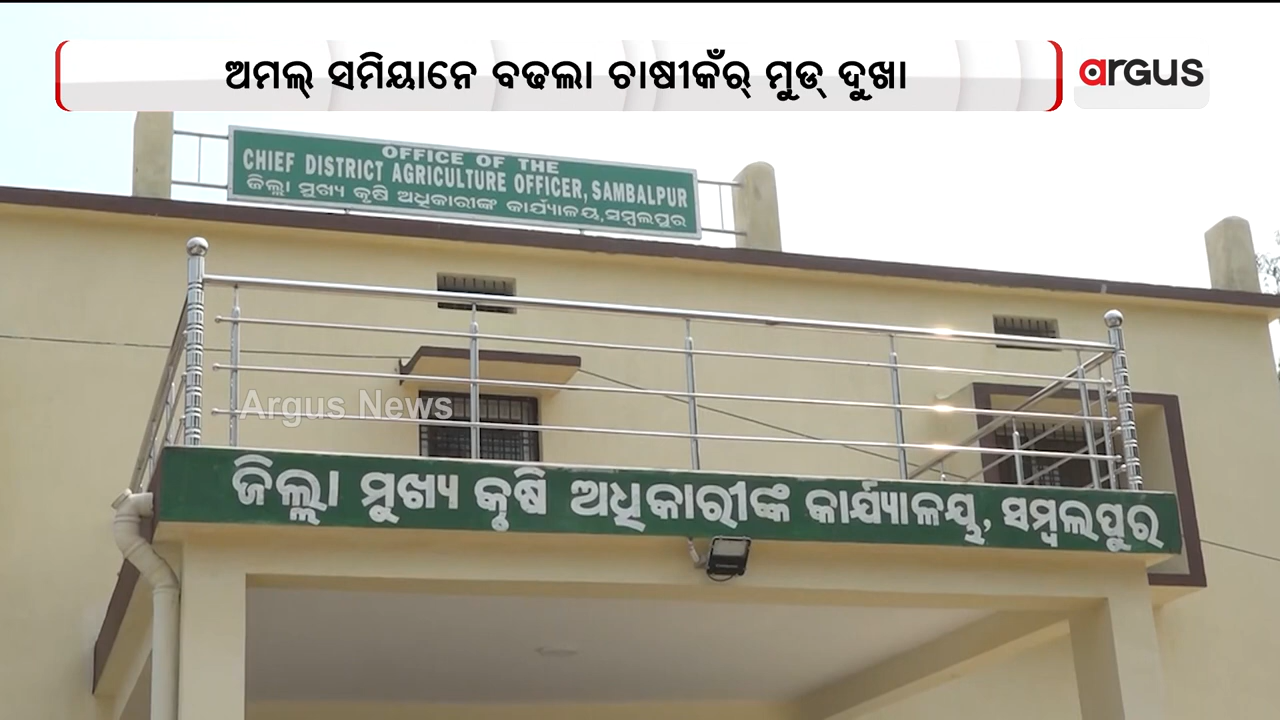 ଅମଲ୍ ସମିୟାନେ ବଢଲା ଚାଷୀକଁର୍ ମୁଡ୍ ଦୁଖା
argus
OFFICE OF THE
CHIEF DISTRICT AGRICULTURE OFFICER, SAMBALPUR
ଜିଲ୍ଲା ମୁଖ୍ୟ କୃଷି ଅଧିକାରୀଙ୍କ କାର୍ଯ୍ୟାଳୟ,ସମ୍ବଲପୁର
Argus News
ଜିଲ୍ଲା ମୁଖ୍ୟ କୃଷି ଅଧିକାରୀଙ୍କ କାର୍ଯ୍ୟାଳୟ, ସମ୍ବଲପୁର